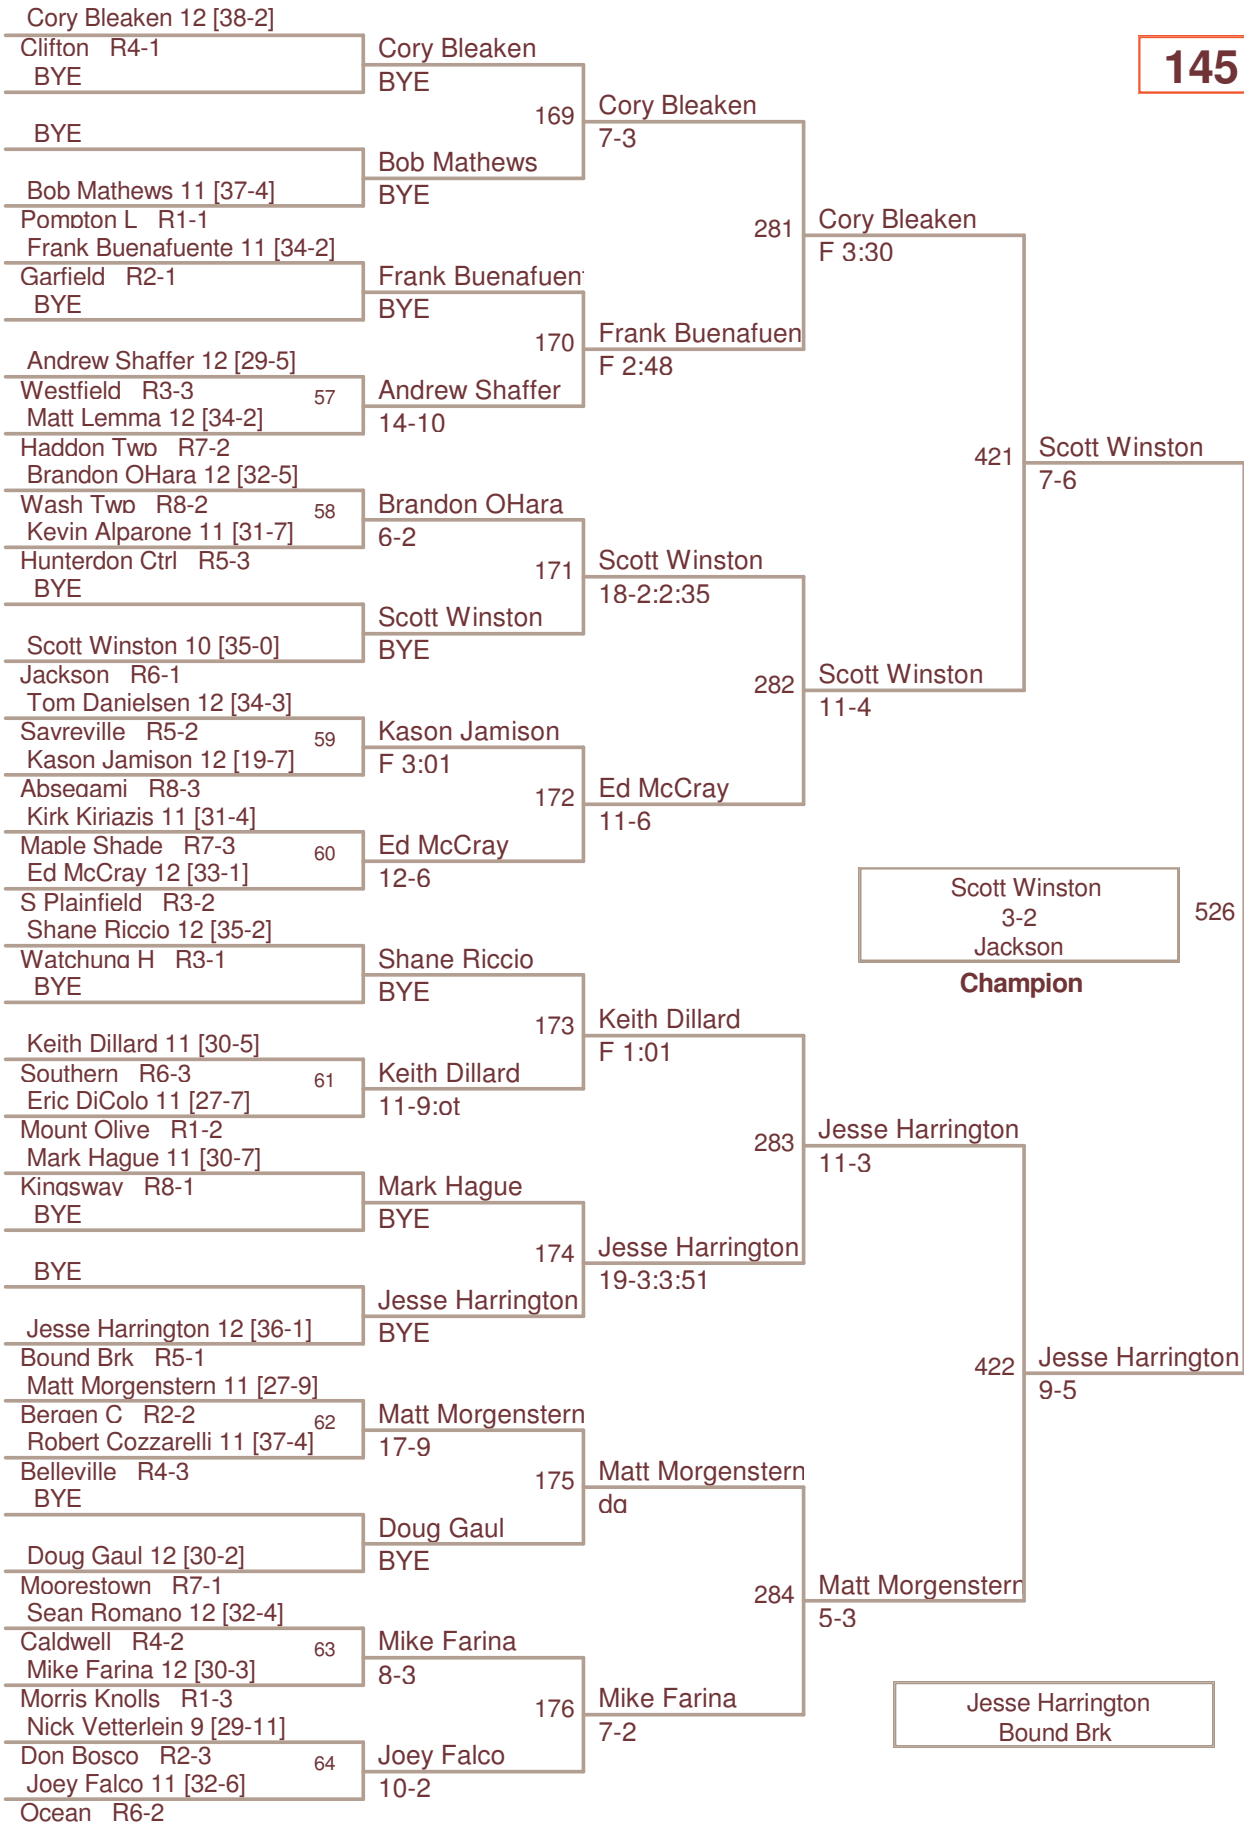 Cory Bleaken 12 [38-2]
Clifton R4-1
BYE
BYE
Bob Mathews 11 [37-4]
Pompton L R1-1
Frank Buenafuente 11 [34-2]
Garfield R2-1
BYE
Andrew Shaffer 12 [29-5]
Westfield R3-3
57
Matt Lemma 12 [34-2]
Haddon Twp R7-2
Brandon OHara 12 [32-5]
Wash Twp R8-2
58
Kevin Alparone 11 [31-7]
Hunterdon Ctrl R5-3
BYE
Scott Winston 10 [35-0]
Jackson R6-1
Tom Danielsen 12 [34-3]
Sayreville R5-2
59
Kason Jamison 12 [19-7]
Absegami R8-3
Kirk Kiriazis 11 [31-4]
Maple Shade R7-3
60
Ed McCray 12 [33-1]
S Plainfield R3-2
Shane Riccio 12 [35-2]
Watchung H R3-1
BYE
Keith Dillard 11 [30-5]
Southern R6-3
61
Eric DiColo 11 [27-7]
Mount Olive R1-2
Mark Hague 11 [30-7]
Kingsway R8-1
BYE
BYE
Jesse Harrington 12 [36-1]
Bound Brk R5-1
Matt Morgenstern 11 [27-9]
Bergen C R2-2
62
Robert Cozzarelli 11 [37-4]
Belleville R4-3
BYE
Doug Gaul 12 [30-2]
Moorestown R7-1
Sean Romano 12 [32-4]
Caldwell R4-2
63
Mike Farina 12 [30-3]
Morris Knolls R1-3
Nick Vetterlein 9 [29-11]
Don Bosco R2-3
64
Joey Falco 11 [32-6]
Ocean R6-2
Cory Bleaken
BYE
169
Bob Mathews
BYE
Frank Buenafuent
BYE
170
Andrew Shaffer
14-10
Brandon OHara
6-2
171
Scott Winston
BYE
Kason Jamison
F 3:01
172
Ed McCray
12-6
Shane Riccio
BYE
173
Keith Dillard
11-9:ot
Mark Hague
BYE
174
Jesse Harrington
BYE
Matt Morgenstern
17-9
175
Doug Gaul
BYE
Mike Farina
8-3
176
Joey Falco
10-2
Cory Bleaken
7-3
281
Frank Buenafuen
F 2:48
Scott Winston
18-2:2:35
282
Ed McCray
11-6
Keith Dillard
F 1:01
283
Jesse Harrington
19-3:3:51
Matt Morgenstern
dq
284
Mike Farina
7-2
Cory Bleaken
F 3:30
421
Scott Winston
11-4
Jesse Harrington
11-3
422
Matt Morgenstern
5-3
145
Scott Winston
7-6
Scott Winston
3-2
Jackson
526
Champion
Jesse Harrington
9-5
Jesse Harrington
Bound Brk